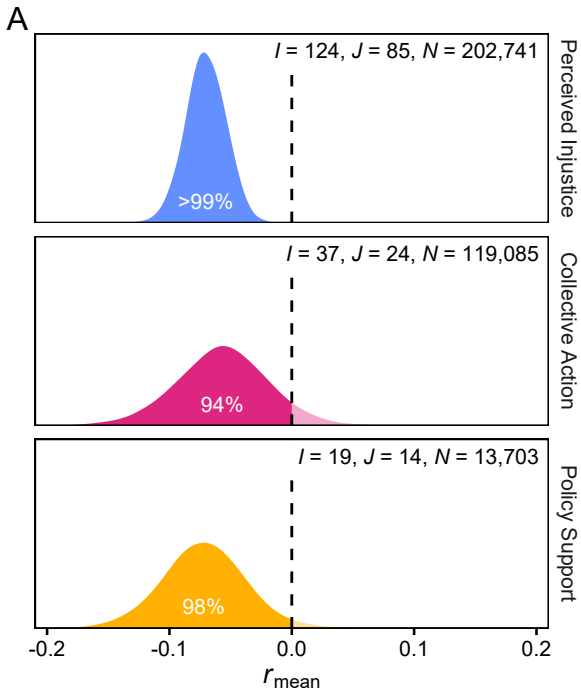 A
I = 124, J = 85, N = 202,741
>99%
Perceived Injustice
I = 37, J = 24, N = 119,085
94%
Collective Action
I = 19, J = 14, N = 13,703
98%
Policy Support
-0.2 -0.1 0.0 0.1 0.2
rmean